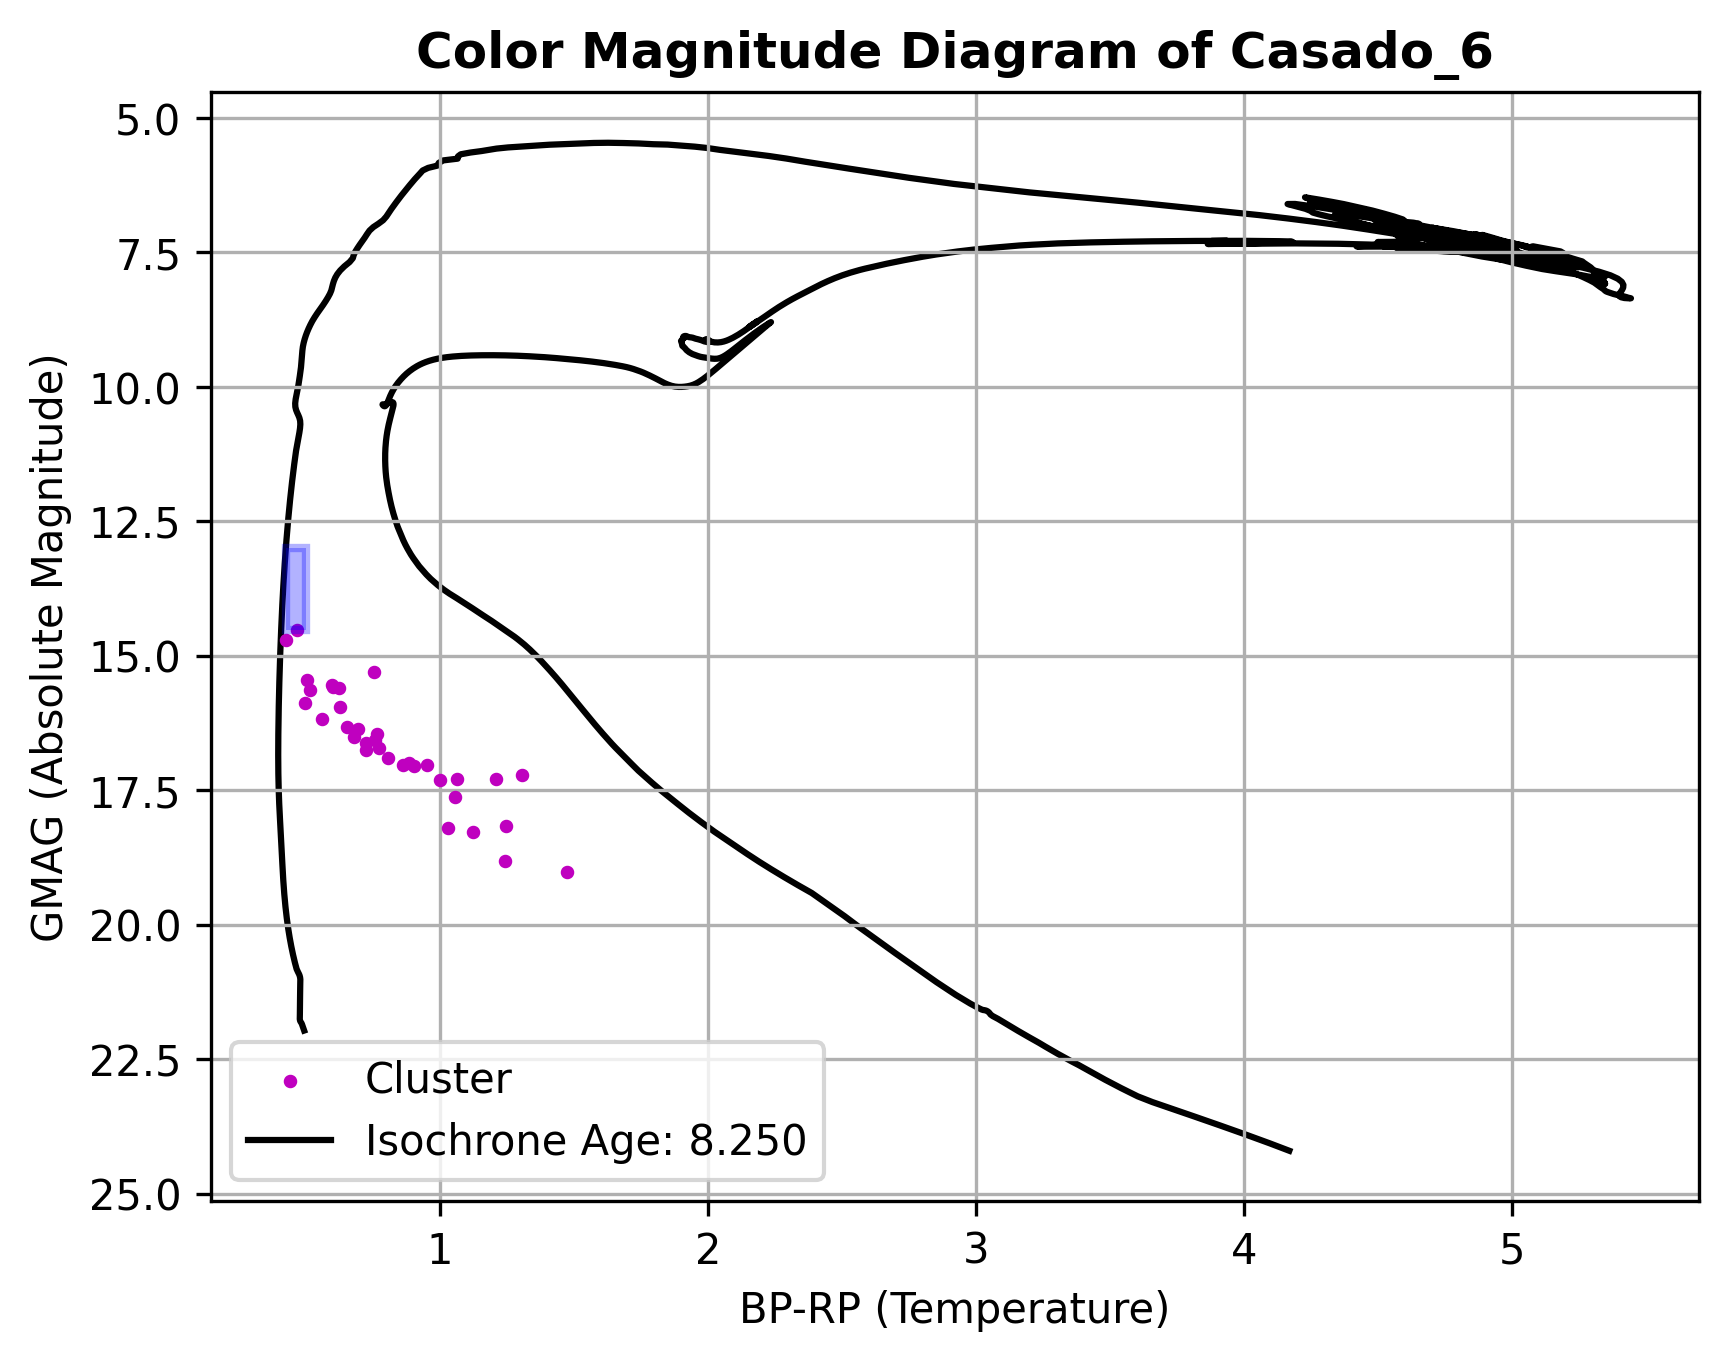 Color Magnitude Diagram of Casado_6
GMAG (Absolute Magnitude)
5.0
7.5
10.0
12.5
15.0
17.5
20.0
22.5
25.0
Cluster
Isochrone Age: 8.250
1 2 3 4 5
BP-RP (Temperature)